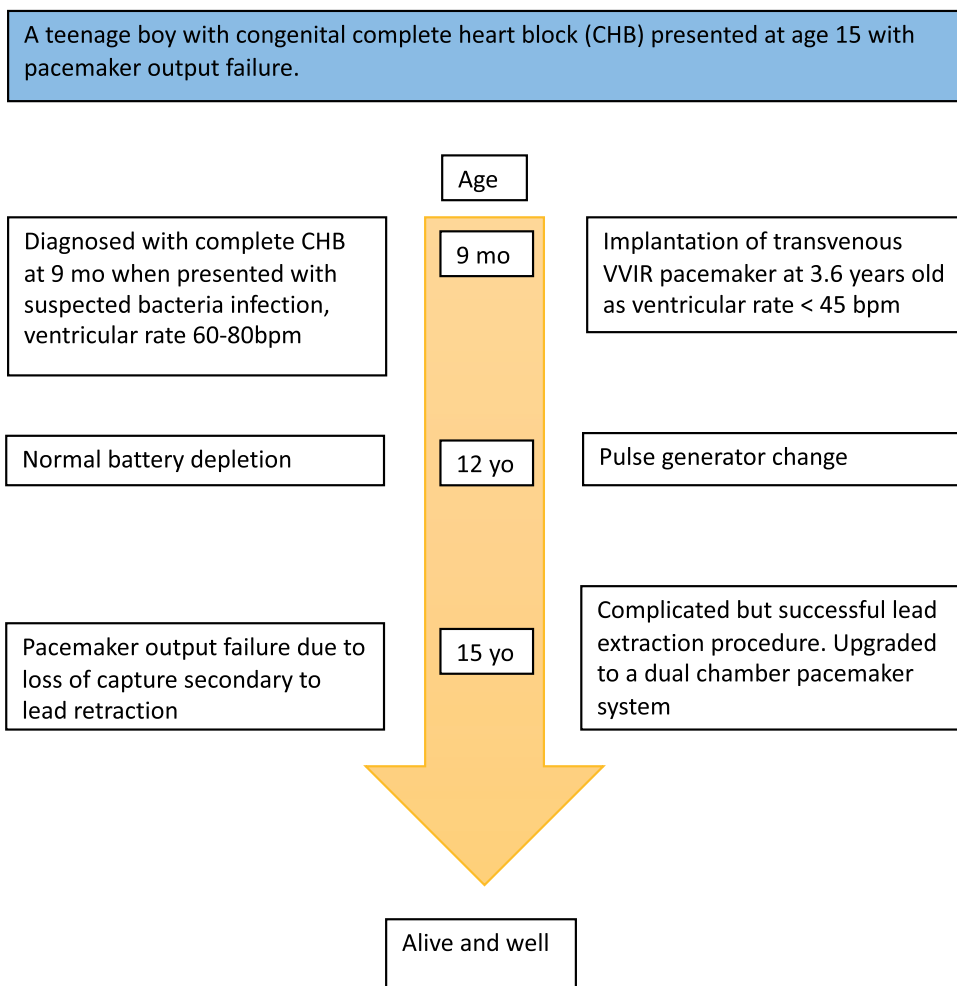 A teenage boy with congenital complete heart block (CHB) presented at age 15 with
pacemaker output failure.
Age
Diagnosed with complete CHB
at 9 mo when presented with
suspected bacteria infection,
ventricular rate 60-80bpm
9 mo
Implantation of transvenous
VVIR pacemaker at 3.6 years old
as ventricular rate < 45 bpm
Normal battery depletion
12 yo
Pulse generator change
Pacemaker output failure due to
loss of capture secondary to
lead retraction
15 yo
Complicated but successful lead
extraction procedure. Upgraded
to a dual chamber pacemaker
system
Alive and well